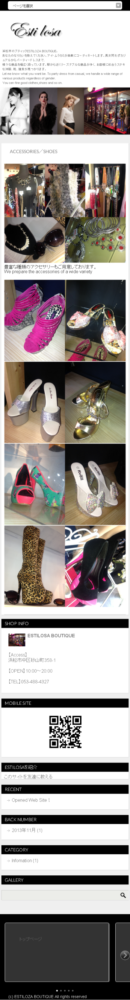 ページを選択
Esti losa
浜松市のブティックESTILOZA BOUTIQUE。
あなたのなりたいを教えてください。アイ・ムラカミが素敵にコーディネートします。男女問わずカジ
ュアルからパーティードレスまで、
様々な商品を幅広く扱っています。駅から近くリーズナブルな商品が多く、お客様に似合うステキ
な洋服、靴、雑貨が見つかります。
Let me know what you want be. To party dress from casual, we handle a wide range of
various products regardless of gender.
You can fine good clothes,shoes and so on.
ACCESSORIES／SHOES
豊富な種類のアクセサリーもご用意しております。
We prepare the accessories of a wide variety
SHOP INFO
ESTILOSA BOUTIQUE
【Access】
浜松市中区砂山町358-1
【OPEN】10:00～20:00
【TEL】053-488-4327
MOBILE SITE
ESTILOSAを紹介
このサイトを友達に教える
RECENT
Opened Web Site！
BACK NUMBER
2013年11月 (1)
CATEGORY
Infomation (1)
GALLERY
トップページ
(c) ESTILOZA BOUTIQUE All rights reserved